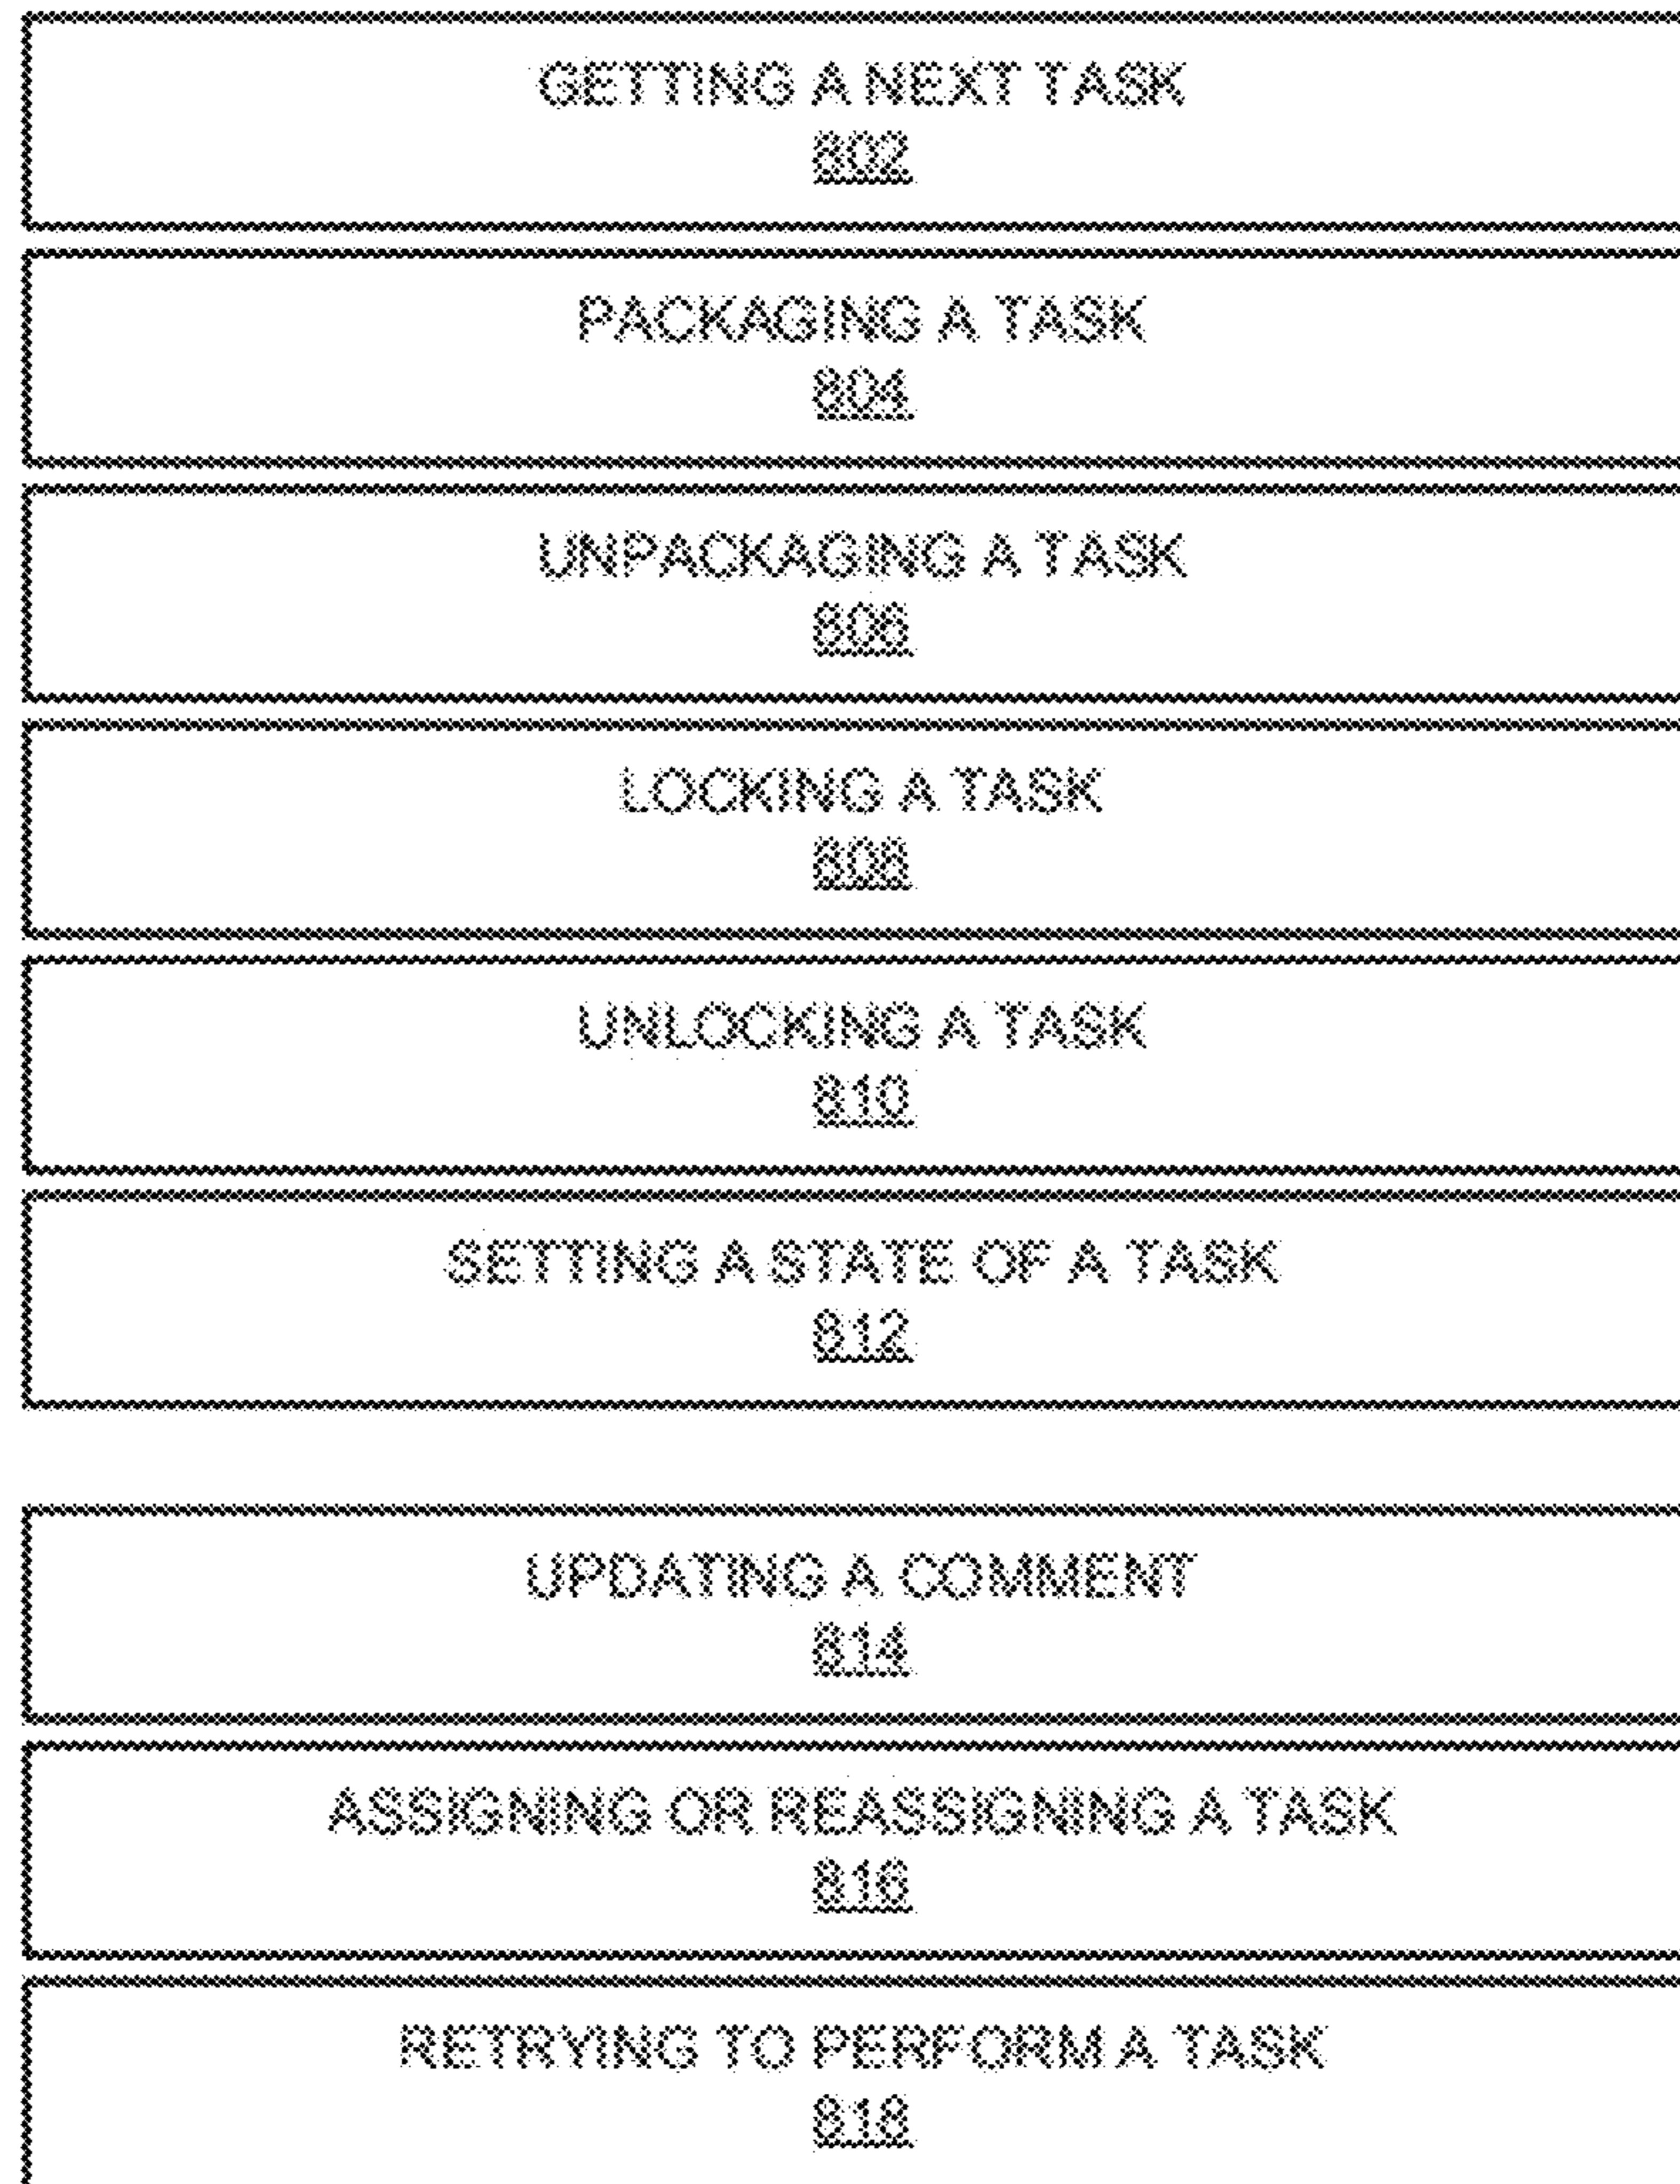 GETTING A NEXT TASK
802
PACKAGING A TASK
804
UNPACKAGING A TASK
806
LOCKING A TASK
808
UNLOCKING A TASK
810
SETTING A STATE OF A TASK
812
UPDATING A COMMENT
814
ASSIGNING OR REASSIGNING A TASK
816
RETRYING TO PERFORM A TASK
818